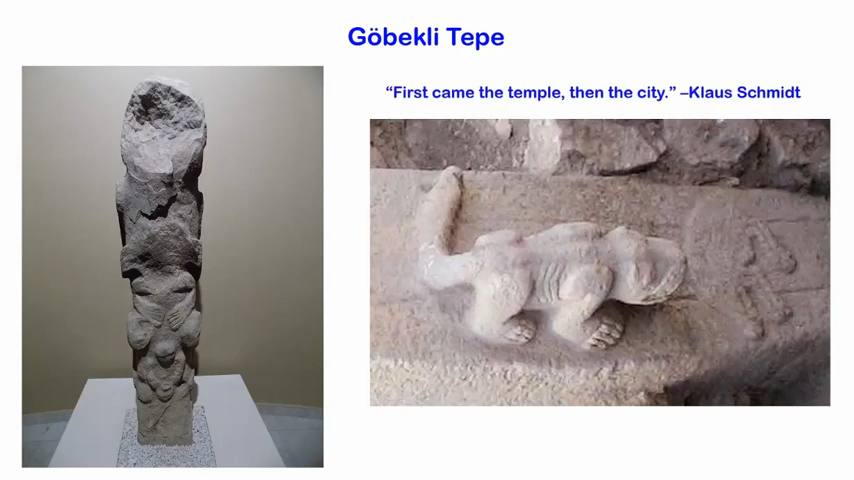 Göbekli Tepe
“First came the temple, then the city.” –Klaus Schmidt